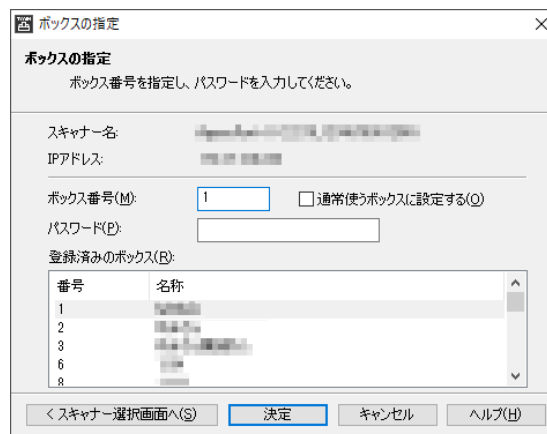 ボックスの指定
ボックスの指定
ボックス番号を指定し、パスワードを入力してください。
スキャナー名:
IPアドレス:
ボックス番号(M): 1 通常使うボックスに設定する(O)
パスワード(P):
登録済みのボックス(R):
番号 名称
1
2
3
6
8
< スキャナー選択画面へ(S) 決定 キャンセル ヘルプ(H)